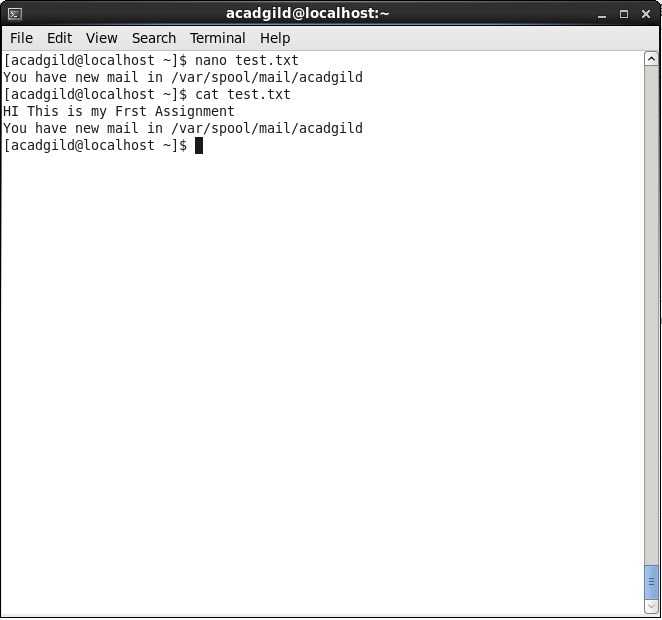 acadgild@localhost:~
File Edit View Search Terminal Help
[acadgild@localhost ~]$ nano test.txt
You have new mail in /var/spool/mail/acadgild
[acadgild@localhost ~]$ cat test.txt
HI This is my Frst Assignment
You have new mail in /var/spool/mail/acadgild
[acadgild@localhost ~]$